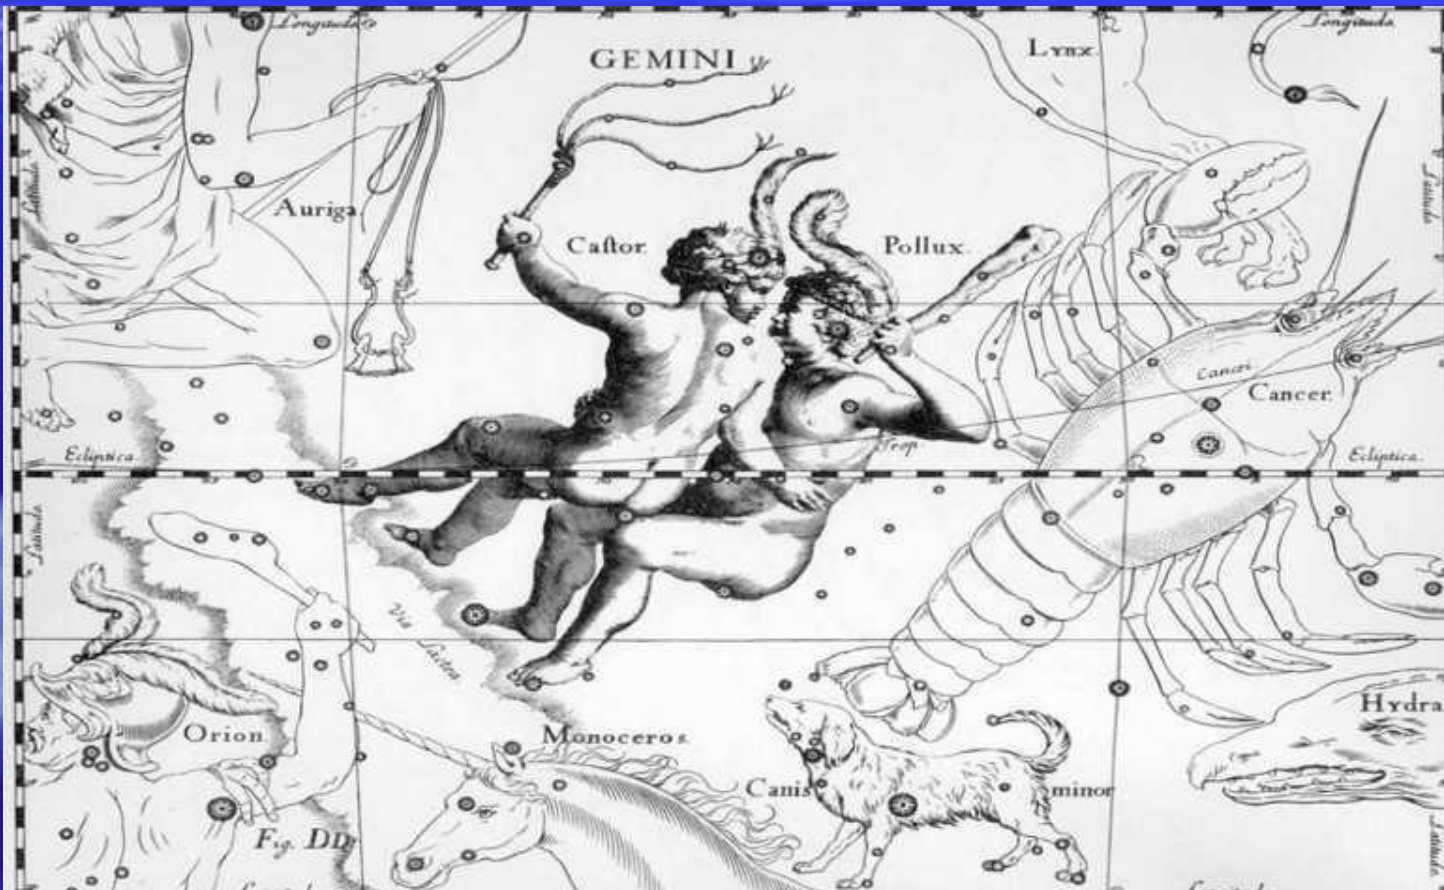 Longitudo
GEMINI
Lynx
Longitudo
Latitudo
Auriga
Caſtor.
Pollux.
Latitudo
Cancri
Cancer.
Trop.
Ecliptica
Ecliptica
Latitudo
Via Lactea
Orion
Monoceros
Hydra
Canis minor
Fig. DD
Latitudo